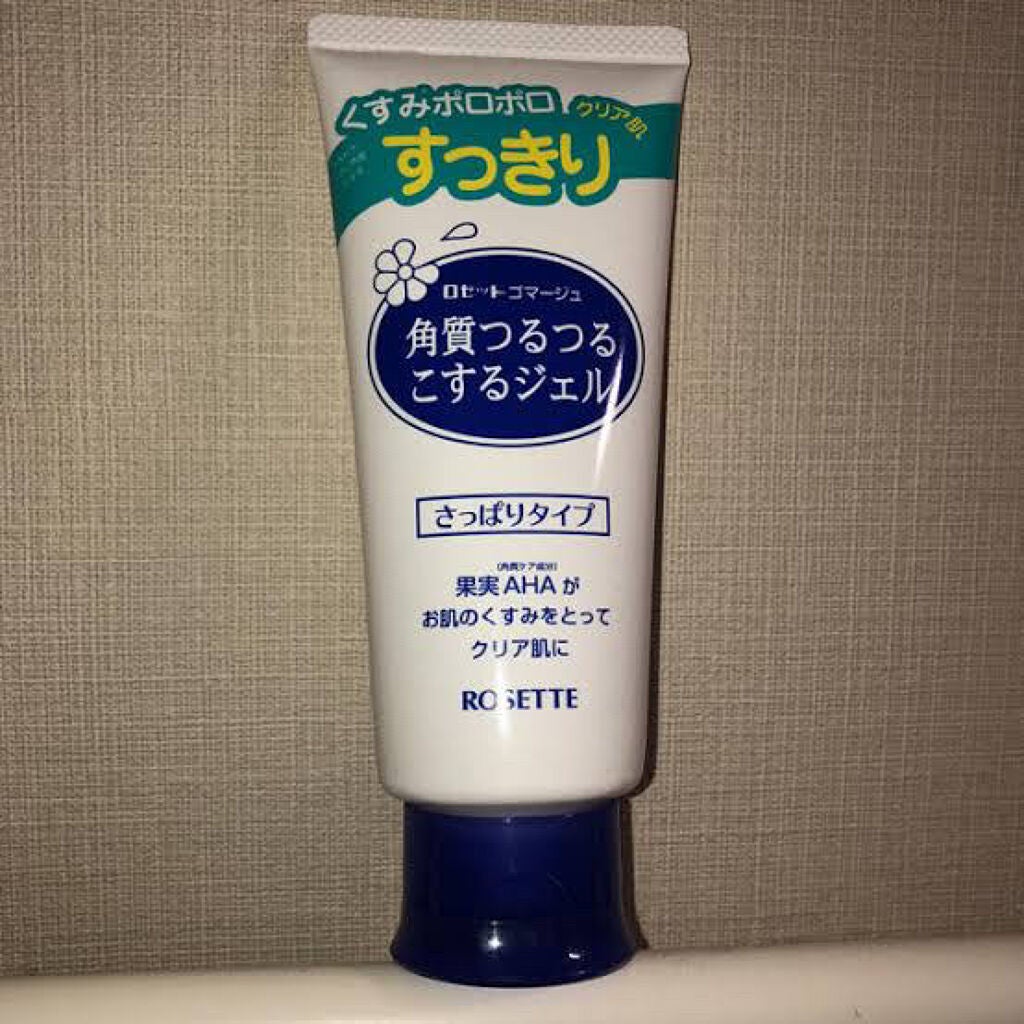 くすみポロポロ
クリア肌
すっきり
ロゼットゴマージュ
角質つるつる
こするジェル
さっぱりタイプ
(角質ケア成分)
果実AHAが
お肌のくすみをとって
クリア肌に
ROSETTE